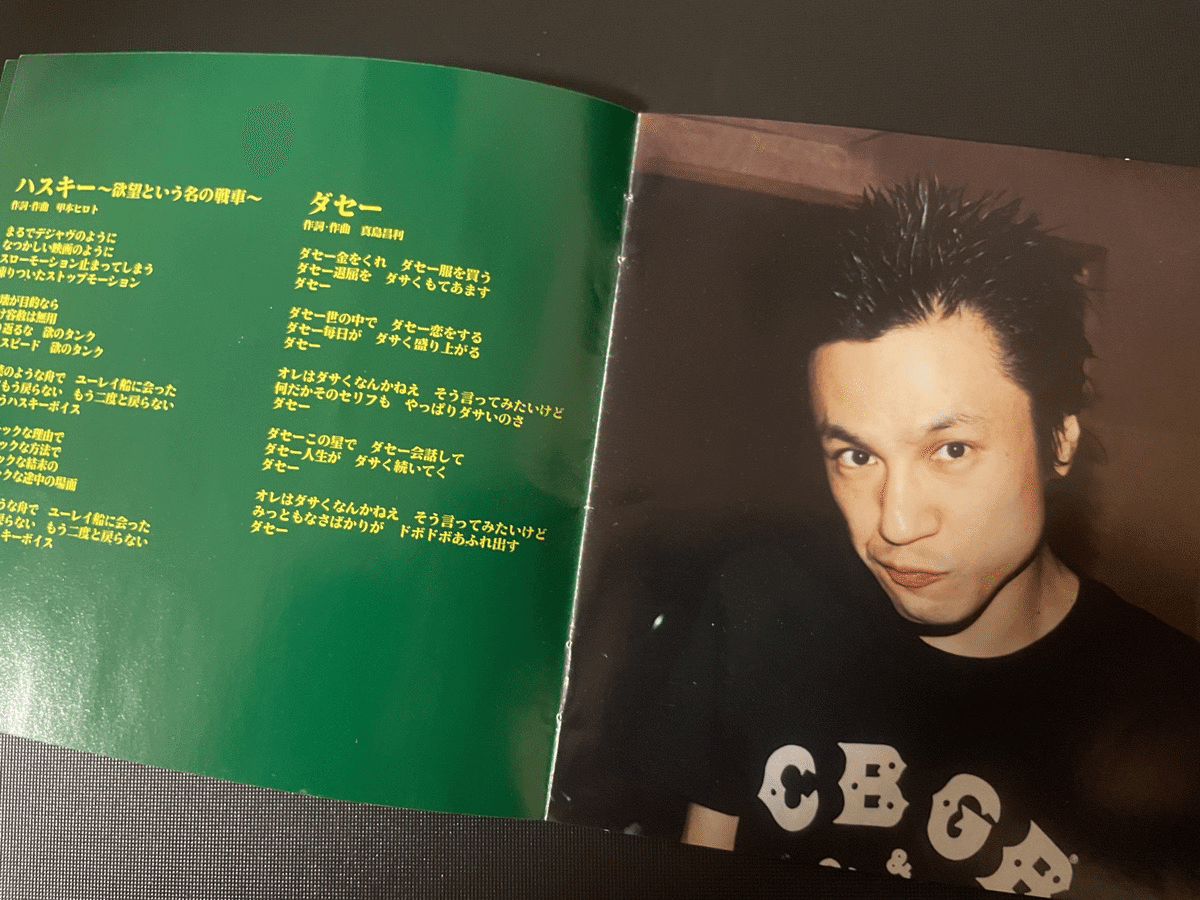 ハスキー～欲望という名の戦車～
作詞・作曲　甲本ヒロト
まるでデジャヴのように
なつかしい映画のように
スローモーション止まってしまう
凍りついたストップモーション
壊が目的なら
け容赦は無用
り返るな　欲のタンク
スピード　欲のタンク
のような舟で　ユーレイ船に会った
もう戻らない　もう二度と戻らない
うハスキーボイス
ックな理由で
ックな方法で
ックな結末の
ックな途中の場面
うな舟で　ユーレイ船に会った
戻らない　もう二度と戻らない
キーボイス
ダセー
作詞・作曲　真島昌利
ダセー金をくれ　ダセー服を買う
ダセー退屈を　ダサくもてあます
ダセー
ダセー世の中で　ダセー恋をする
ダセー毎日が　ダサく盛り上がる
ダセー
オレはダサくなんかねえ　そう言ってみたいけど
何だかそのセリフも　やっぱりダサいのさ
ダセー
ダセーこの星で　ダセー会話して
ダセー人生が　ダサく続いてく
ダセー
オレはダサくなんかねえ　そう言ってみたいけど
みっともなさばかりが　ドボドボあふれ出す
ダセー
CBG
&